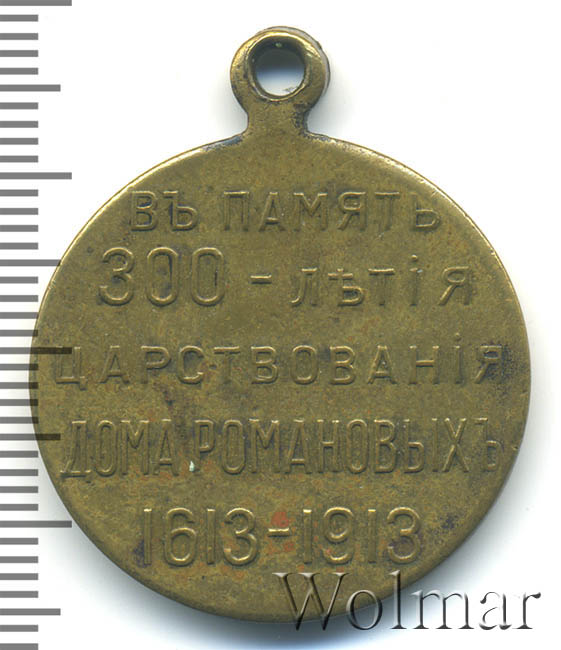 ВЪ ПАМЯТЬ
300-ЛѢТІЯ
ЦАРСТВОВАНІЯ
ДОМА РОМАНОВЫХЪ
1613-1913
Wolmar